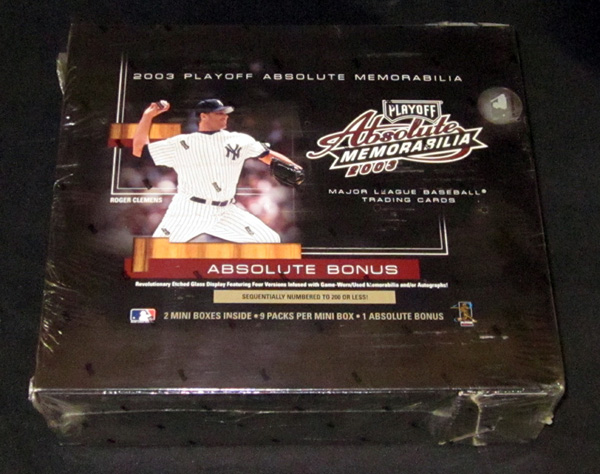 2003 PLAYOFF ABSOLUTE MEMORABILIA
PLAYOFF
Absolute
MEMORABILIA
2003
MAJOR LEAGUE BASEBALL®
TRADING CARDS
NY
ROGER CLEMENS
ABSOLUTE BONUS
Revolutionary Etched Glass Display Featuring Four Versions Infused with Game-Worn/Used Memorabilia and/or Autographs!
SEQUENTIALLY NUMBERED TO 200 OR LESS!
2 MINI BOXES INSIDE • 9 PACKS PER MINI BOX • 1 ABSOLUTE BONUS